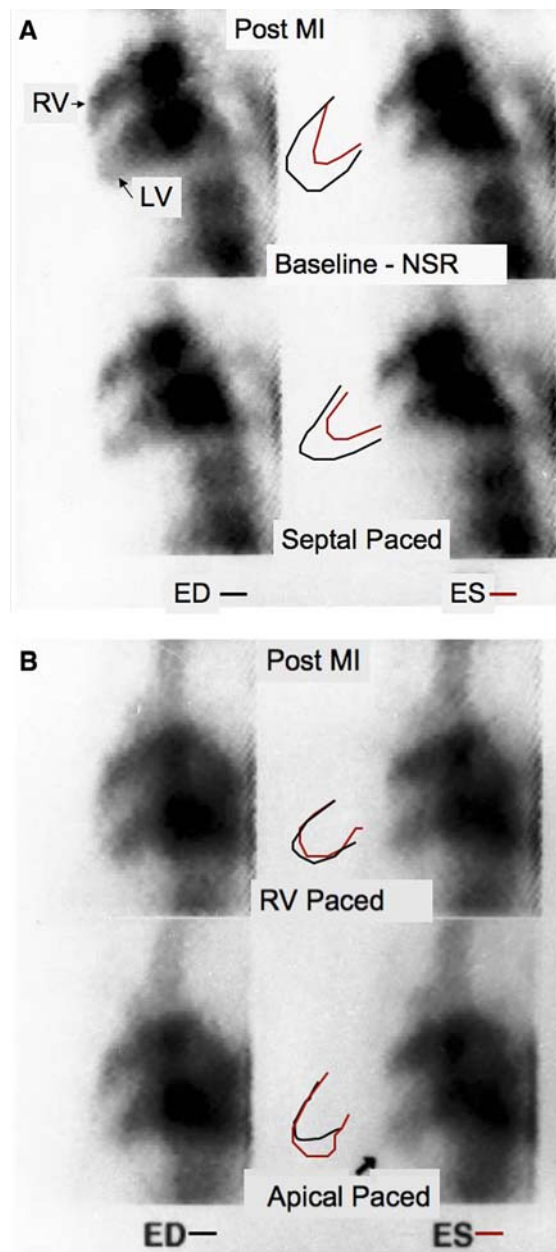 A
Post MI
RV
LV
Baseline - NSR
Septal Paced
ED
ES
B
Post MI
RV Paced
Apical Paced
ED
ES